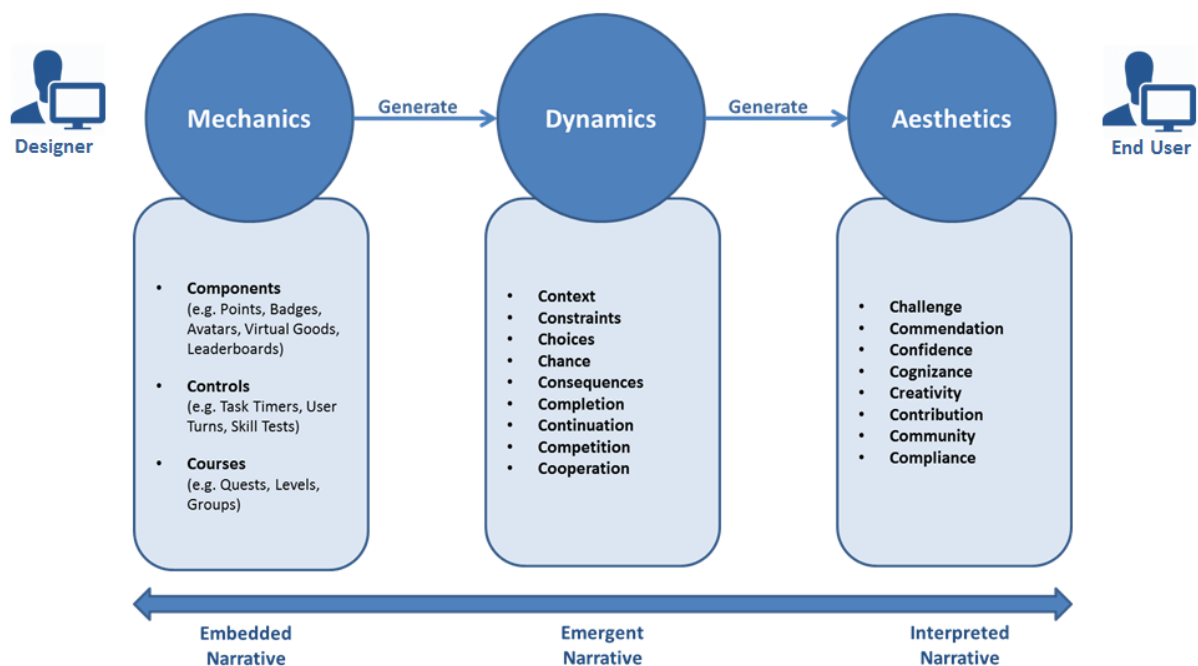 Designer
Mechanics
Generate
Dynamics
Generate
Aesthetics
End User
• Components
(e.g. Points, Badges,
Avatars, Virtual Goods,
Leaderboards)
• Controls
(e.g. Task Timers, User
Turns, Skill Tests)
• Courses
(e.g. Quests, Levels,
Groups)
• Context
• Constraints
• Choices
• Chance
• Consequences
• Completion
• Continuation
• Competition
• Cooperation
• Challenge
• Commendation
• Confidence
• Cognizance
• Creativity
• Contribution
• Community
• Compliance
Embedded
Narrative
Emergent
Narrative
Interpreted
Narrative